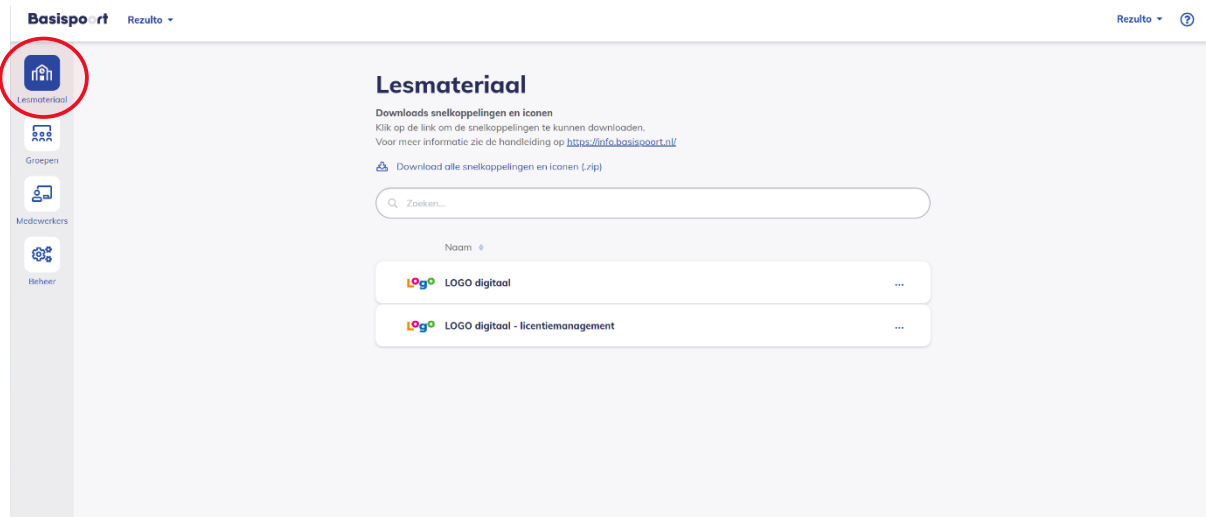 Basispoort Rezulto Rezulto ?
Lesmateriaal
Groepen
Medewerkers
Beheer
Lesmateriaal
Downloads snelkoppelingen en iconen
Klik op de link om de snelkoppelingen te kunnen downloaden.
Voor meer informatie zie de handleiding op https://info.basispoort.nl/
Download alle snelkoppelingen en iconen (.zip)
Zoeken...
Naam
Logo LOGO digitaal ...
Logo LOGO digitaal - licentiemanagement ...